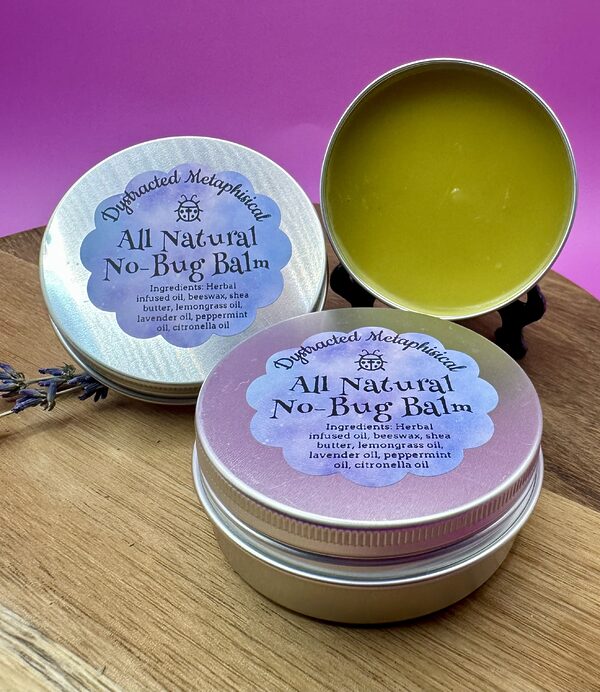 Dystracted Metaphisical
All Natural
No-Bug Balm
Ingredients: Herbal
infused oil, beeswax, shea
butter, lemongrass oil,
lavender oil, peppermint
oil, citronella oil
Dystracted Metaphisical
All Natural
No-Bug Balm
Ingredients: Herbal
infused oil, beeswax, shea
butter, lemongrass oil,
lavender oil, peppermint
oil, citronella oil